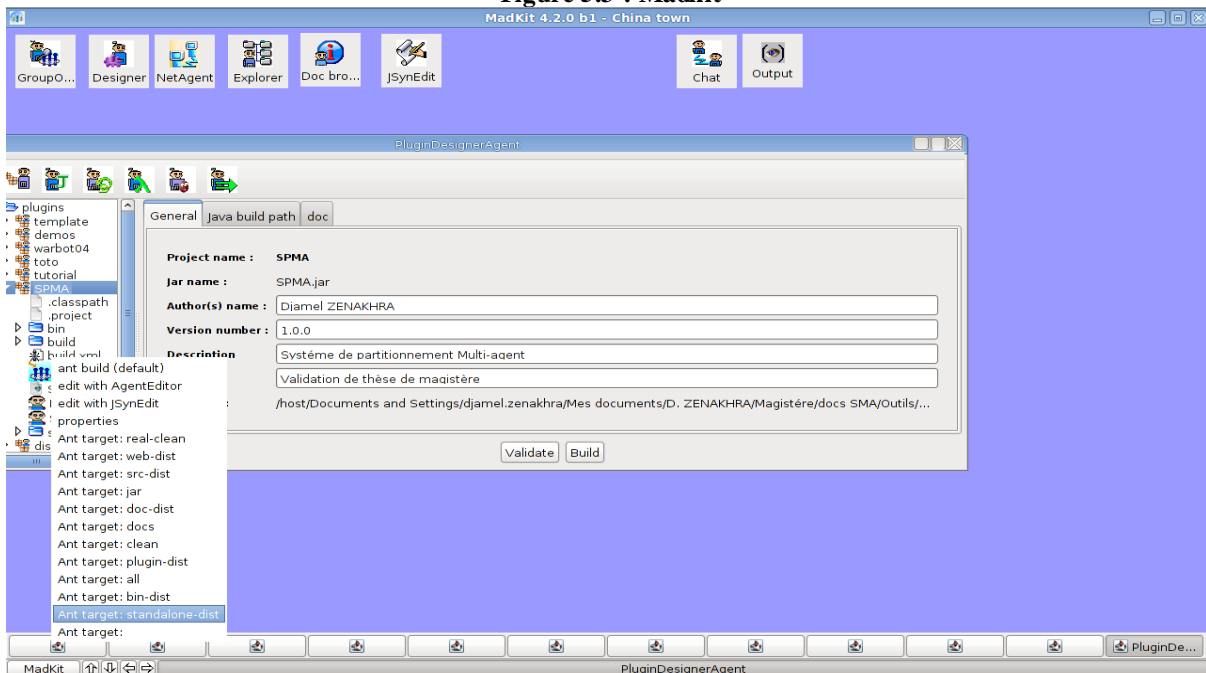 MadKit 4.2.0 b1 - China town
GroupO...
Designer
NetAgent
Explorer
Doc bro...
JSynEdit
Chat
Output
PluginDesignerAgent
plugins
template
demos
warbot04
toto
tutorial
SPMA
.classpath
.project
bin
build
build.xml
dis
General
Java build path
doc
Project name : SPMA
Jar name : SPMA.jar
Author(s) name : Djamel ZENAKHRA
Version number : 1.0.0
Description Systéme de partitionnement Multi-agent
Validation de thèse de magistère
/host/Documents and Settings/djamel.zenakhra/Mes documents/D. ZENAKHRA/Magistére/docs SMA/Outils/...
Validate
Build
ant build (default)
edit with AgentEditor
edit with JSynEdit
properties
Ant target: real-clean
Ant target: web-dist
Ant target: src-dist
Ant target: jar
Ant target: doc-dist
Ant target: docs
Ant target: clean
Ant target: plugin-dist
Ant target: all
Ant target: bin-dist
Ant target: standalone-dist
Ant target:
PluginDe...
MadKit
PluginDesignerAgent